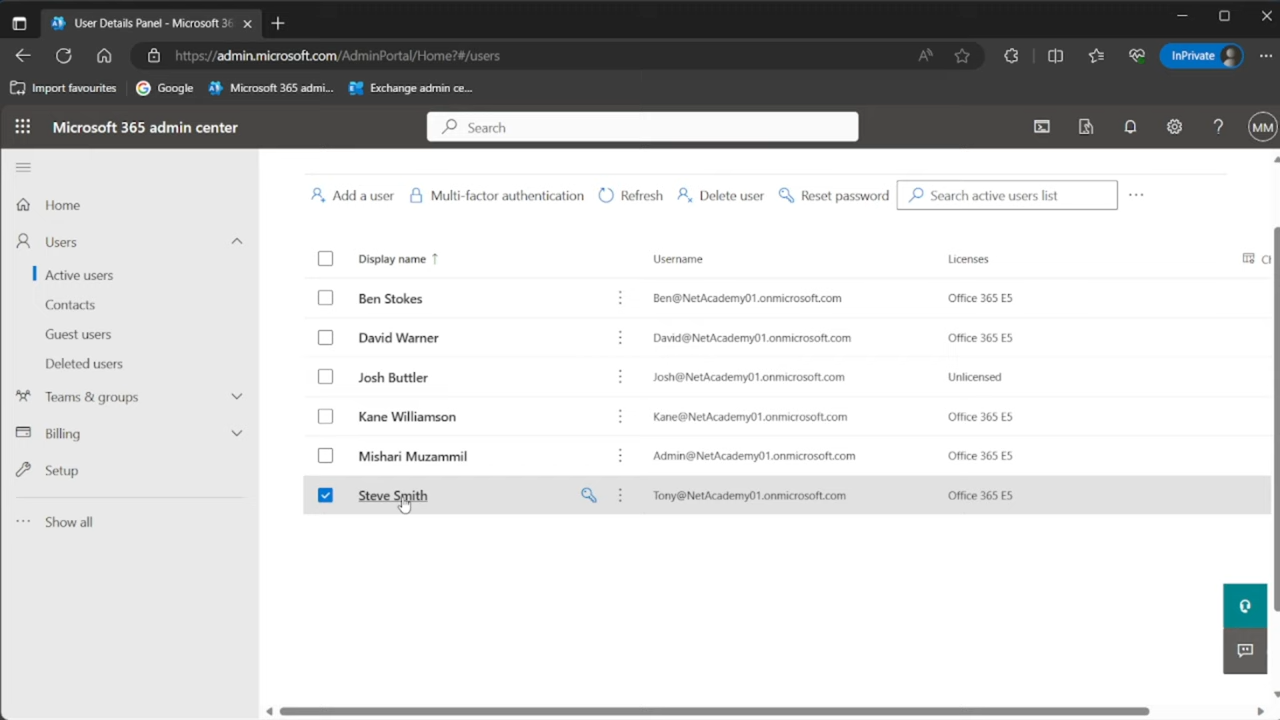 User Details Panel - Microsoft 36
https://admin.microsoft.com/AdminPortal/Home?#/users
InPrivate
Import favourites
Google
Microsoft 365 admi...
Exchange admin ce...
Microsoft 365 admin center
Search
MM
Home
Users
Active users
Contacts
Guest users
Deleted users
Teams & groups
Billing
Setup
Show all
Add a user
Multi-factor authentication
Refresh
Delete user
Reset password
Search active users list
Display name ↑ Username Licenses
Ben Stokes Ben@NetAcademy01.onmicrosoft.com Office 365 E5
David Warner David@NetAcademy01.onmicrosoft.com Office 365 E5
Josh Buttler Josh@NetAcademy01.onmicrosoft.com Unlicensed
Kane Williamson Kane@NetAcademy01.onmicrosoft.com Office 365 E5
Mishari Muzammil Admin@NetAcademy01.onmicrosoft.com Office 365 E5
Steve Smith Tony@NetAcademy01.onmicrosoft.com Office 365 E5